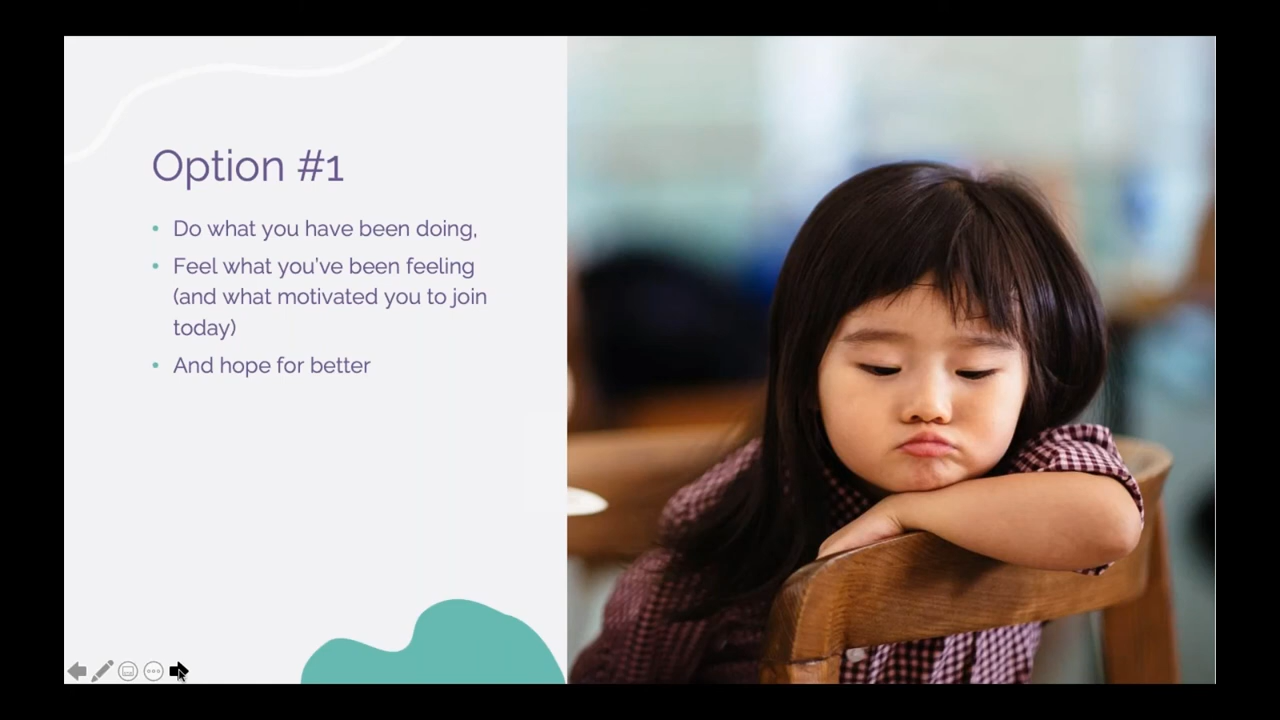 Option #1
• Do what you have been doing,
• Feel what you've been feeling
(and what motivated you to join
today)
• And hope for better